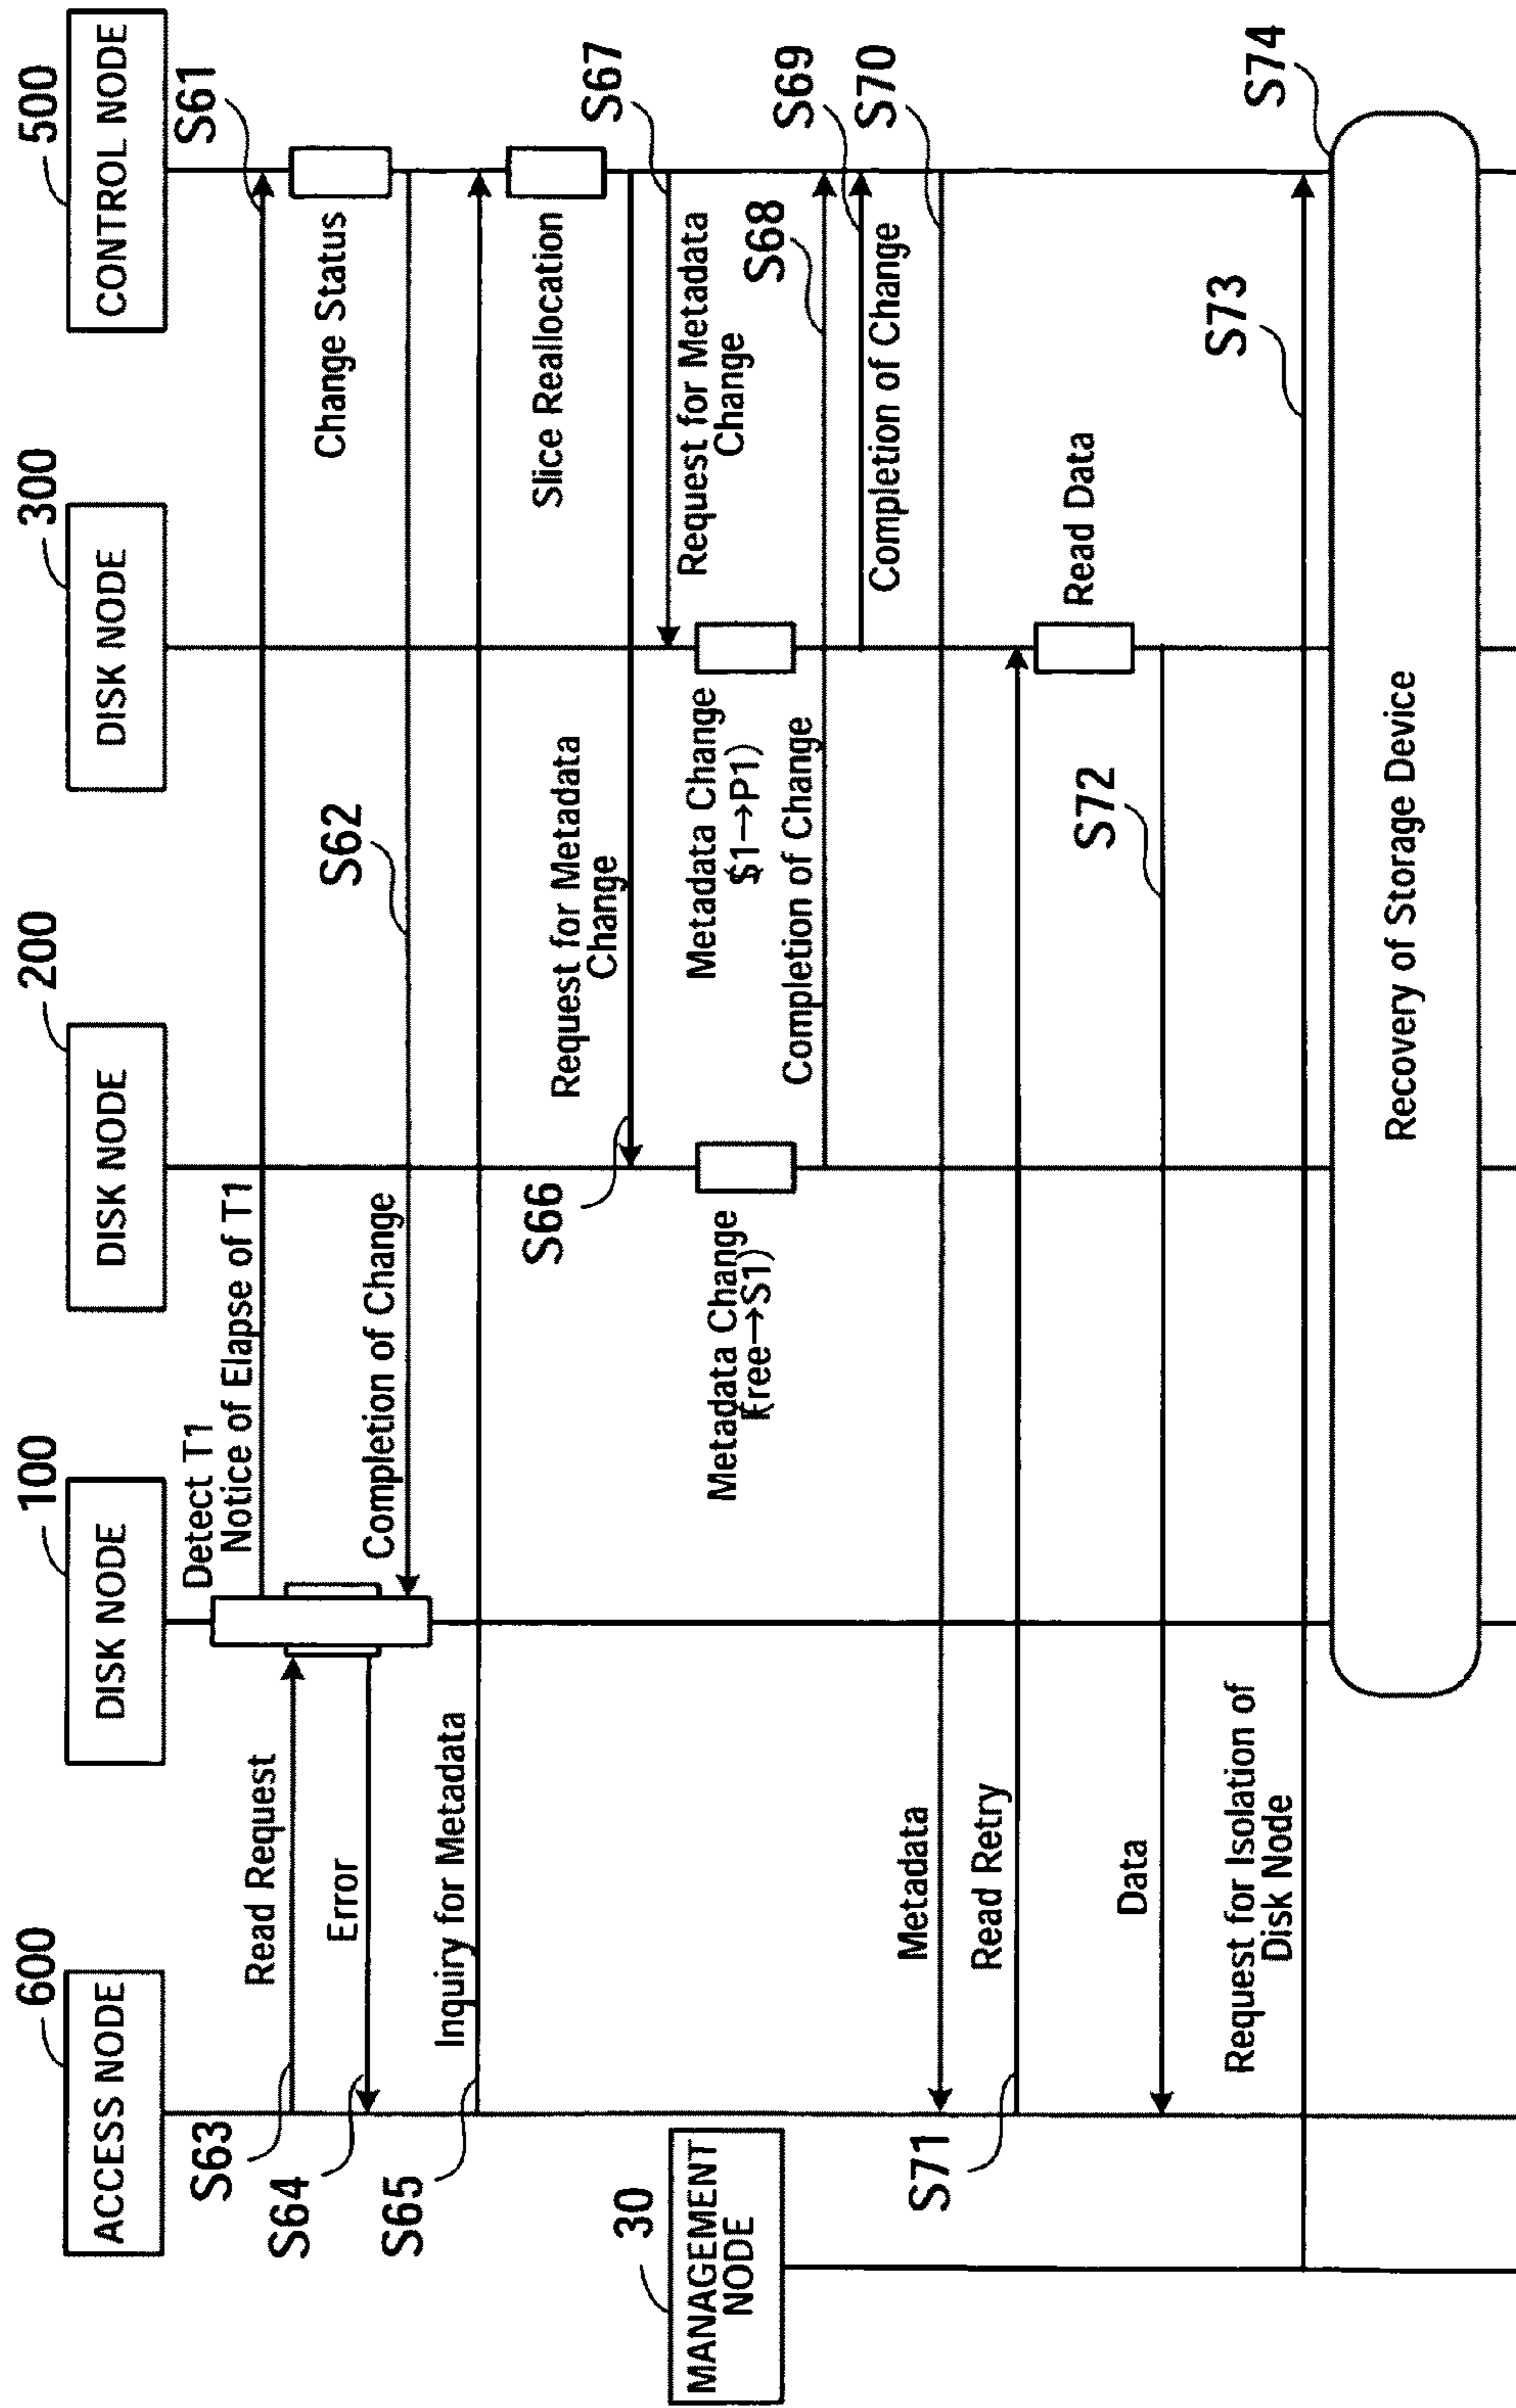 600
ACCESS NODE
100
DISK NODE
200
DISK NODE
300
DISK NODE
500
CONTROL NODE
S61
Detect T1
Notice of Elapse of T1
S63
Read Request
Change Status
S64
Error
S62
Completion of Change
S65
Inquiry for Metadata
Slice Reallocation
S66
Request for Metadata
Change
S67
Request for Metadata
Change
30
MANAGEMENT
NODE
Metadata Change
(Free→S1)
Metadata Change
(S1→P1)
S68
Completion of Change
S69
Completion of Change
S70
Metadata
S71
Read Retry
Read Data
S72
Data
S73
Request for Isolation of
Disk Node
S74
Recovery of Storage Device